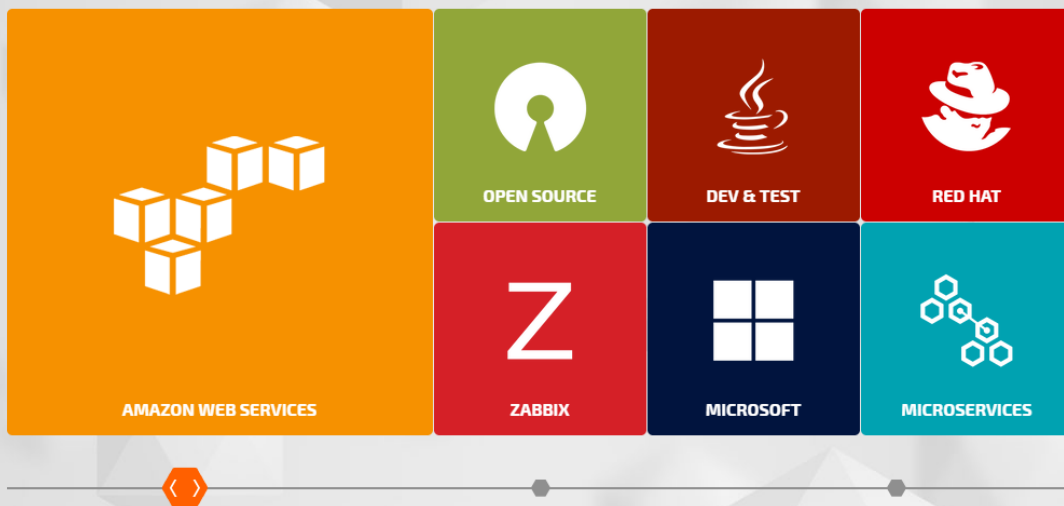 OPEN SOURCE
DEV & TEST
RED HAT
AMAZON WEB SERVICES
Z
ZABBIX
MICROSOFT
MICROSERVICES